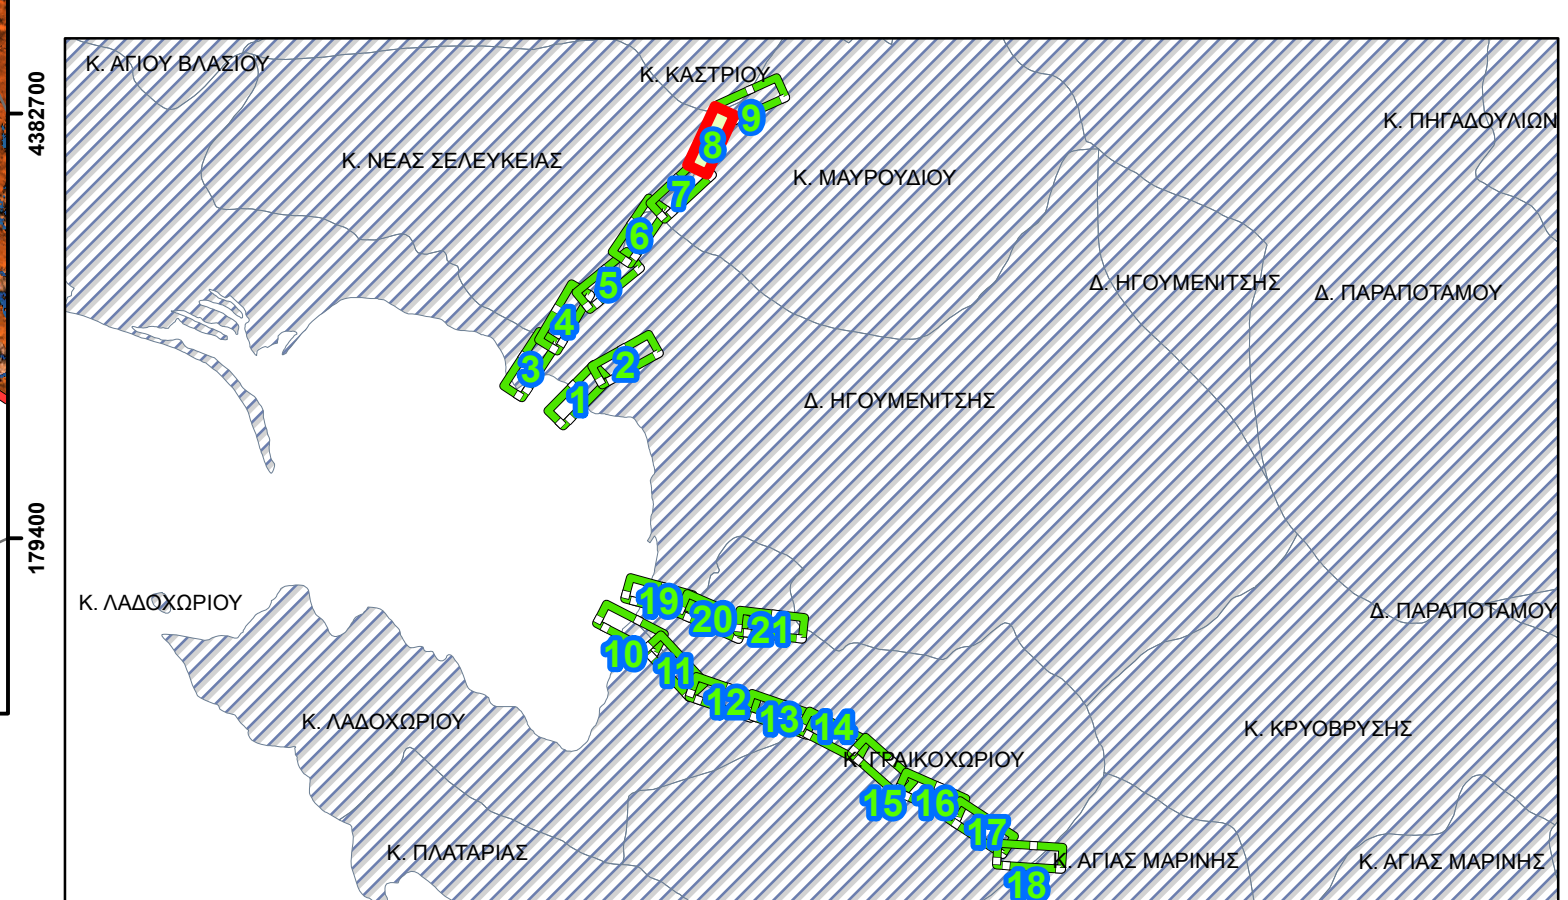 Κ. ΑΓΙΟΥ ΒΛΑΣΙΟΥ
Κ. ΚΑΣΤΡΙΟΥ
4382700
9
Κ. ΠΗΓΑΔΟΥΛΙΩΝ
8
Κ. ΝΕΑΣ ΣΕΛΕΥΚΕΙΑΣ
Κ. ΜΑΥΡΟΥΔΙΟΥ
7
6
5
Δ. ΗΓΟΥΜΕΝΙΤΣΗΣ
Δ. ΠΑΡΑΠΟΤΑΜΟΥ
4
3
2
1
Δ. ΗΓΟΥΜΕΝΙΤΣΗΣ
179400
Κ. ΛΑΔΟΧΩΡΙΟΥ
19
Δ. ΠΑΡΑΠΟΤΑΜΟΥ
20
21
10
11
12
Κ. ΛΑΔΟΧΩΡΙΟΥ
13
14
Κ. ΚΡΥΟΒΡΥΣΗΣ
Κ. ΓΡΑΙΚΟΧΩΡΙΟΥ
15
16
17
Κ. ΠΛΑΤΑΡΙΑΣ
Κ. ΑΓΙΑΣ ΜΑΡΙΝΗΣ
Κ. ΑΓΙΑΣ ΜΑΡΙΝΗΣ
18